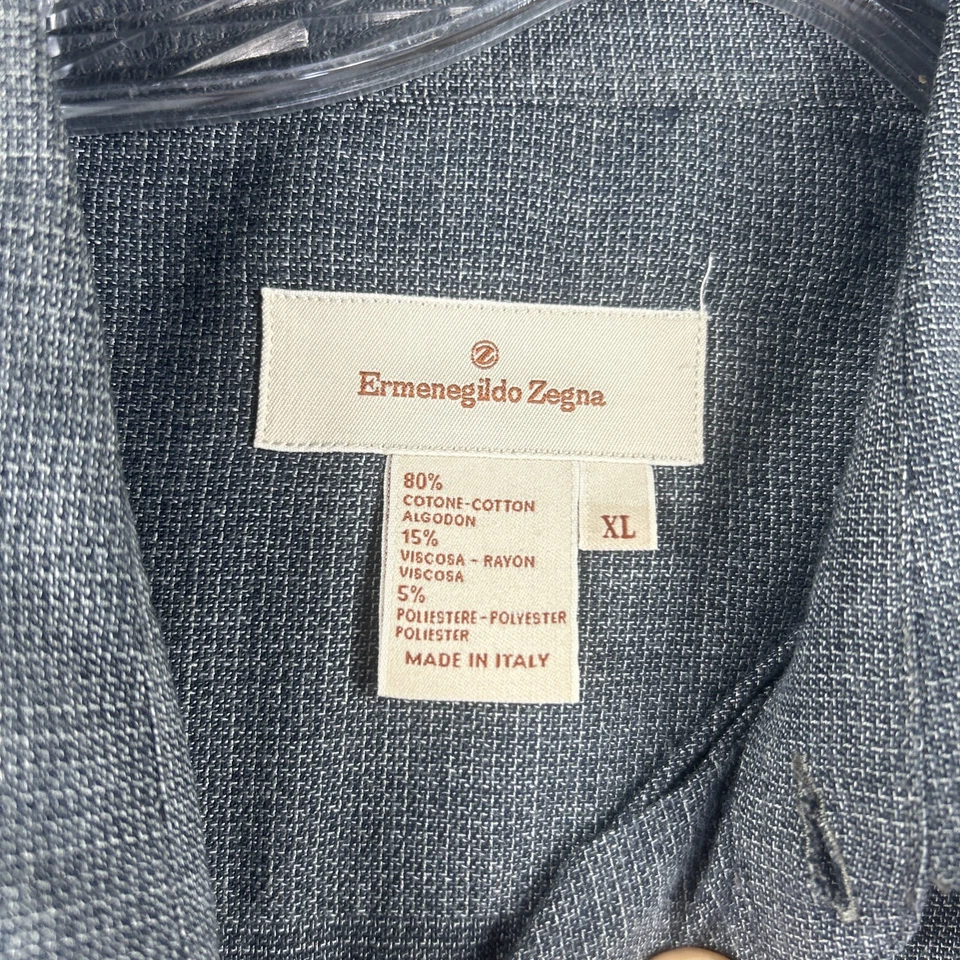 Z
Ermenegildo Zegna
80%
COTONE-COTTON
ALGODON
15%
VISCOSA - RAYON
VISCOSA
5%
POLIESTERE-POLYESTER
POLIESTER
MADE IN ITALY
XL